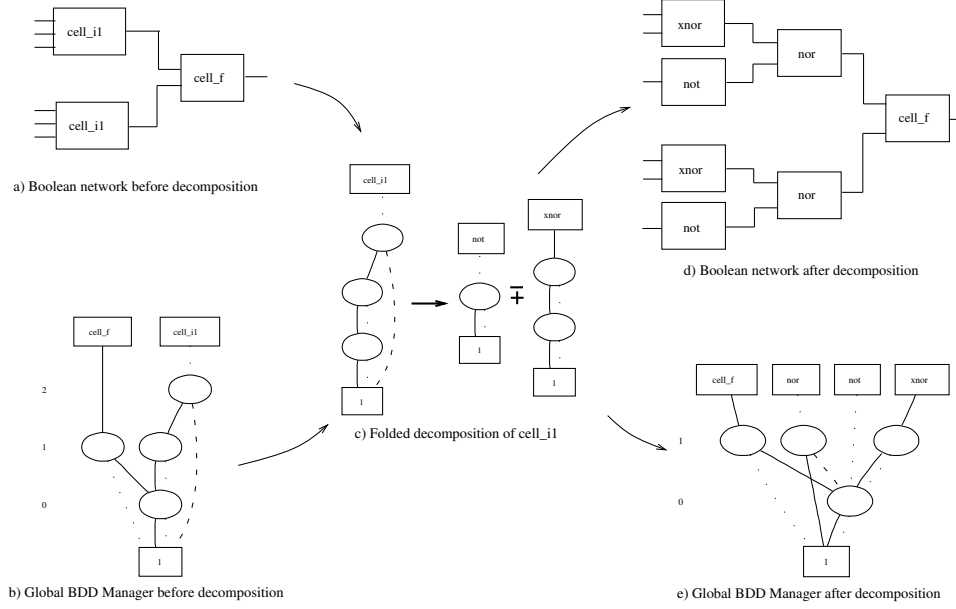 cell_i1
cell_f
cell_i1
a) Boolean network before decomposition
xnor
not
nor
cell_f
xnor
not
nor
d) Boolean network after decomposition
cell_i1
not
xnor
1
1
1
c) Folded decomposition of cell_i1
cell_f
cell_i1
2
1
0
1
b) Global BDD Manager before decomposition
cell_f
nor
not
xnor
1
0
1
e) Global BDD Manager after decomposition